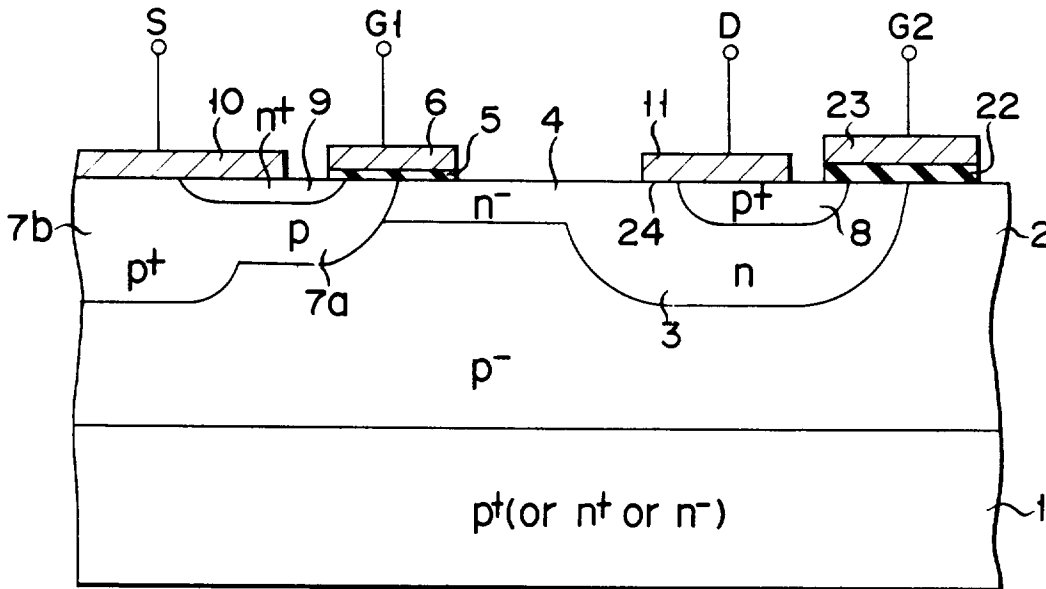 S G1 D G2
10 n+ 9 6 5 4 11 23 22
7b p n- 24 p+ 8 2
p+ 7a n 3
p-
p+(or n+ or n-) 1